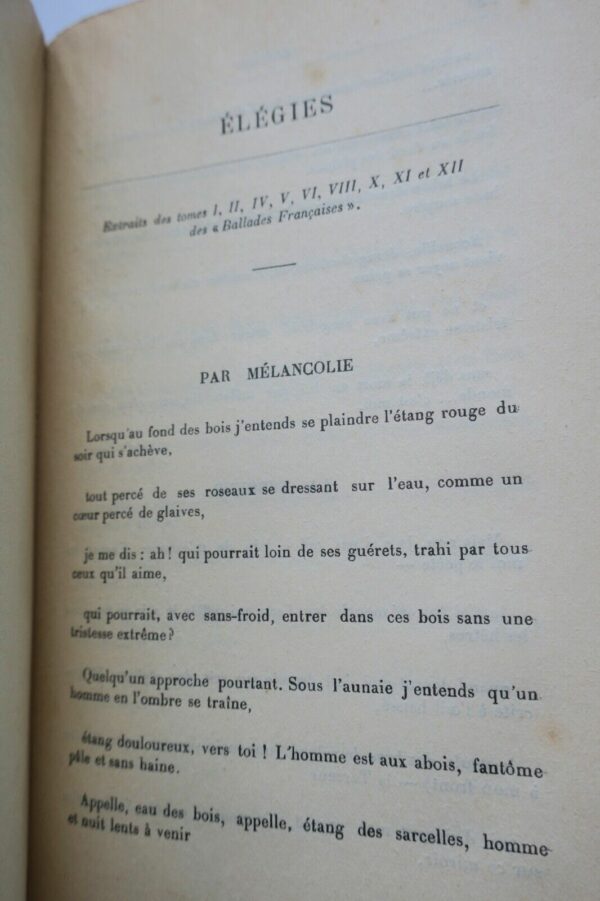 ÉLÉGIES
Extraits des tomes I, II, IV, V, VI, VIII, X, XI et XII
des « Ballades Françaises ».
PAR MÉLANCOLIE
Lorsqu'au fond des bois j'entends se plaindre l'étang rouge du
soir qui s'achève,
tout percé de ses roseaux se dressant sur l'eau, comme un
cœur percé de glaives,
je me dis : ah ! qui pourrait loin de ses guérets, trahi par tous
ceux qu'il aime,
qui pourrait, avec sans-froid, entrer dans ces bois sans une
tristesse extrême ?
Quelqu'un approche pourtant. Sous l'aunaie j'entends qu'un
homme en l'ombre se traîne,
étang douloureux, vers toi ! L'homme est aux abois, fantôme
pâle et sans haine.
Appelle, eau des bois, appelle, étang des sarcelles, homme
et nuit lents à venir